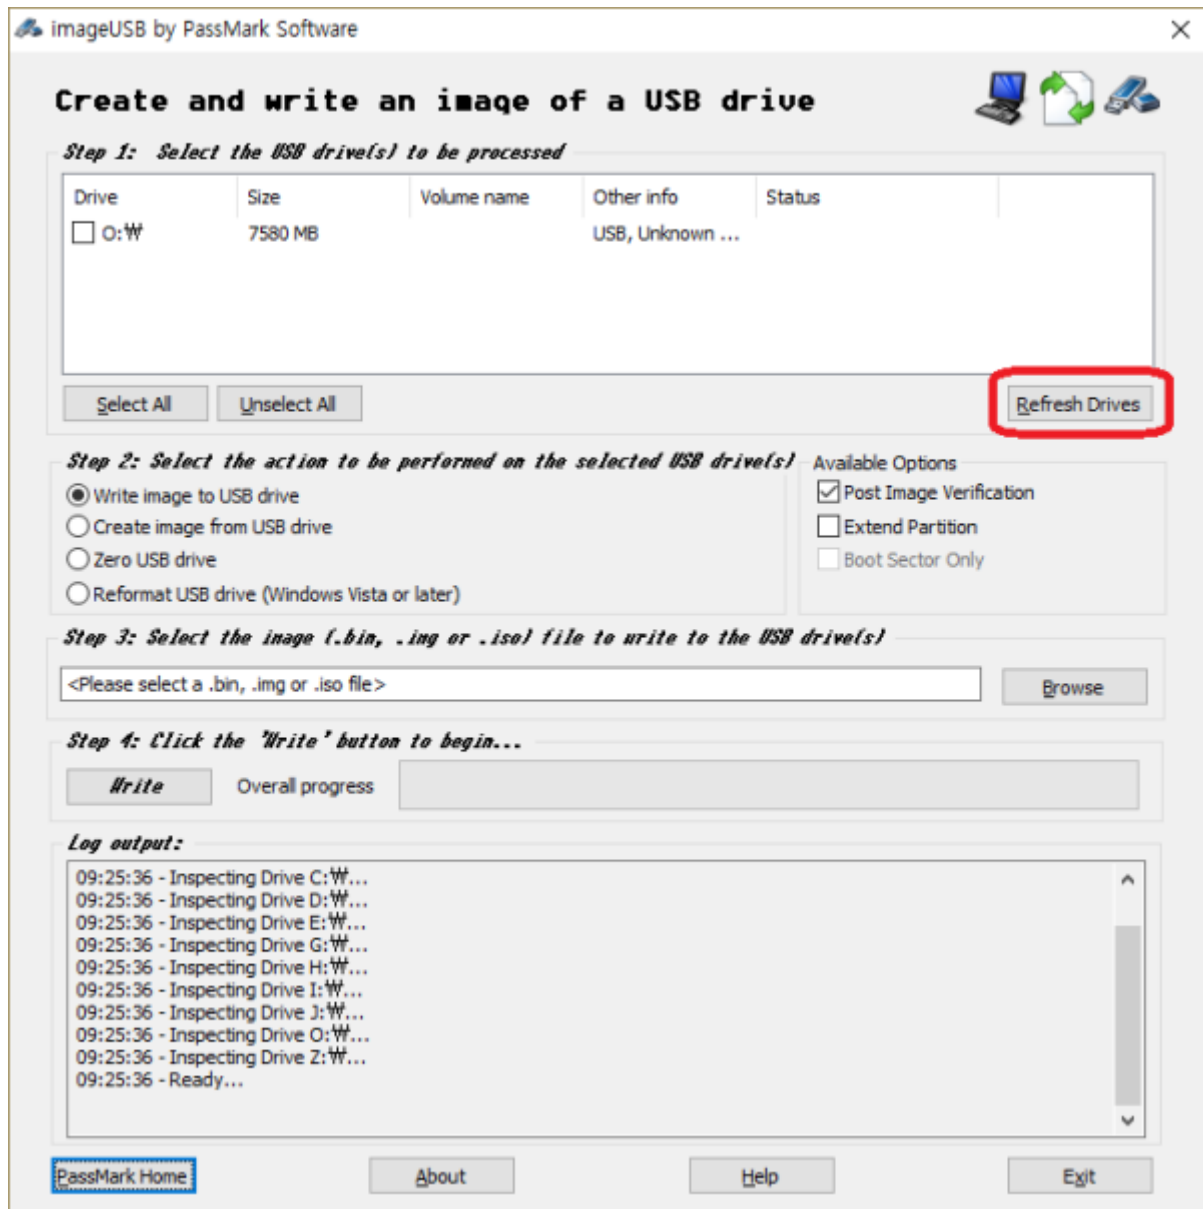 imageUSB by PassMark Software
Create and write an image of a USB drive
Step 1: Select the USB drive(s) to be processed
Drive Size Volume name Other info Status
O:₩ 7580 MB USB, Unknown ...
Select All Unselect All Refresh Drives
Step 2: Select the action to be performed on the selected USB drive(s) Available Options
Write image to USB drive Post Image Verification
Create image from USB drive Extend Partition
Zero USB drive Boot Sector Only
Reformat USB drive (Windows Vista or later)
Step 3: Select the image (.bin, .img or .iso) file to write to the USB drive(s)
<Please select a .bin, .img or .iso file> Browse
Step 4: Click the 'Write' button to begin...
Write Overall progress
Log output:
09:25:36 - Inspecting Drive C:₩...
09:25:36 - Inspecting Drive D:₩...
09:25:36 - Inspecting Drive E:₩...
09:25:36 - Inspecting Drive G:₩...
09:25:36 - Inspecting Drive H:₩...
09:25:36 - Inspecting Drive I:₩...
09:25:36 - Inspecting Drive J:₩...
09:25:36 - Inspecting Drive O:₩...
09:25:36 - Inspecting Drive Z:₩...
09:25:36 - Ready...
PassMark Home About Help Exit